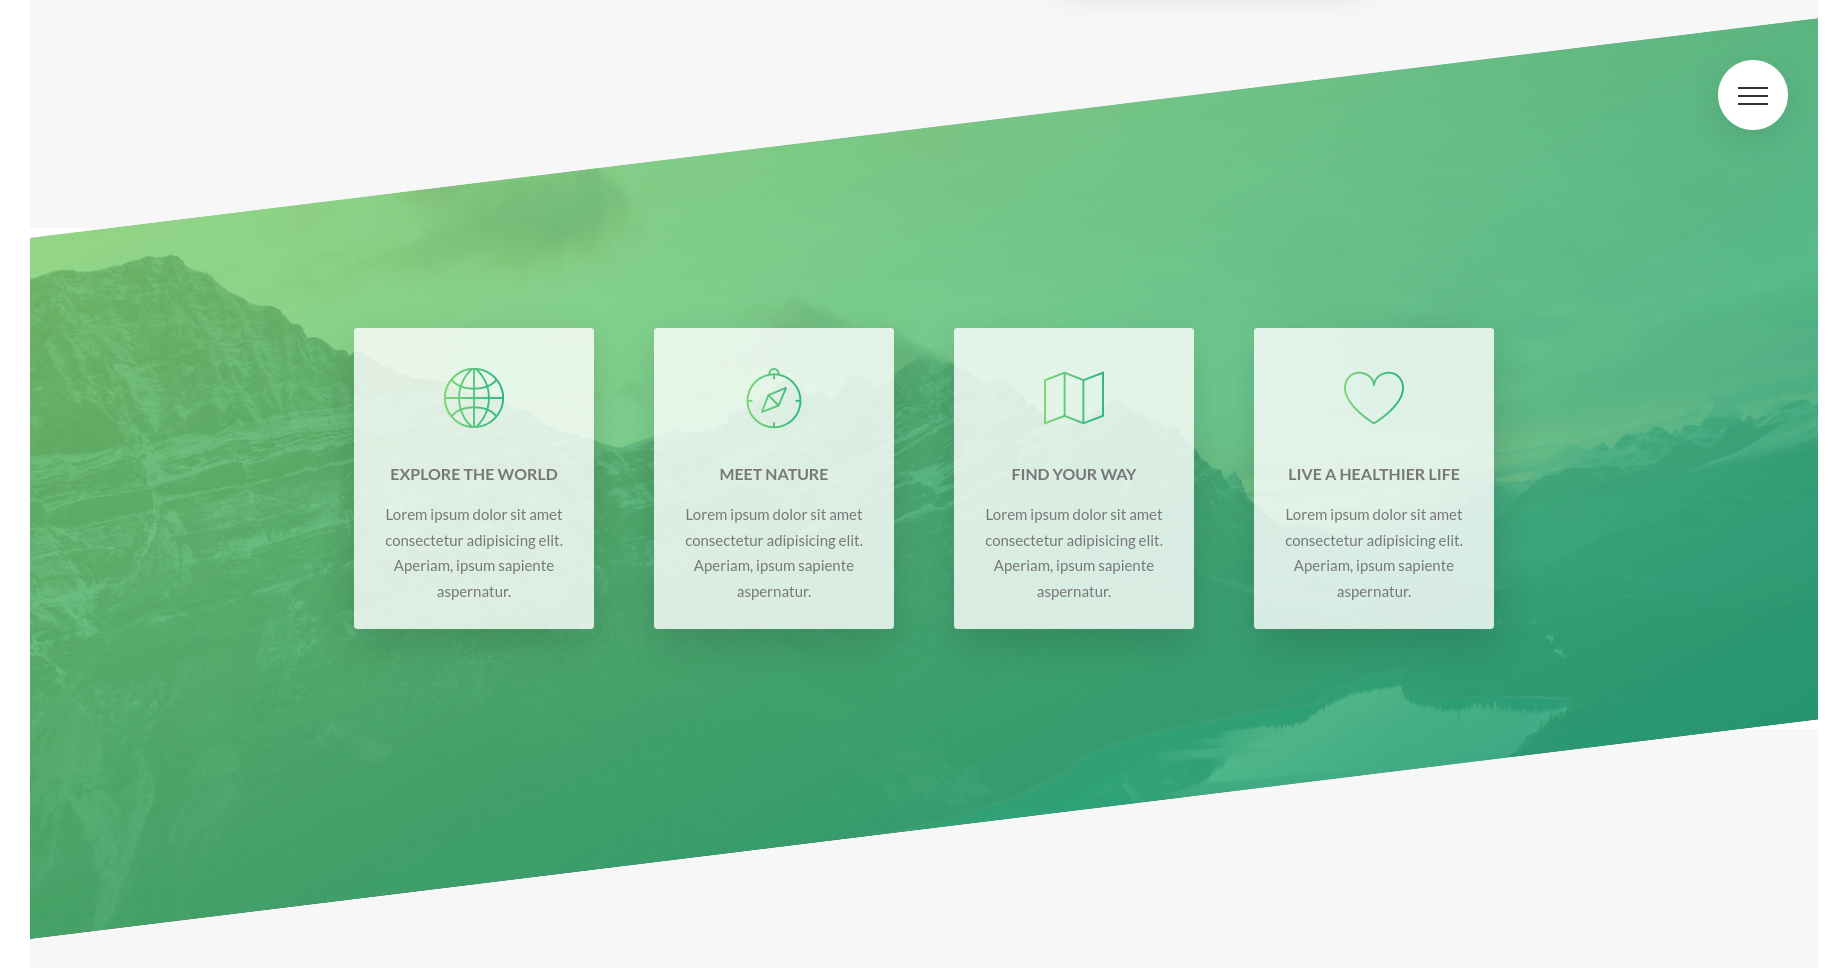 EXPLORE THE WORLD
Lorem ipsum dolor sit amet
consectetur adipisicing elit.
Aperiam, ipsum sapiente
aspernatur.
MEET NATURE
Lorem ipsum dolor sit amet
consectetur adipisicing elit.
Aperiam, ipsum sapiente
aspernatur.
FIND YOUR WAY
Lorem ipsum dolor sit amet
consectetur adipisicing elit.
Aperiam, ipsum sapiente
aspernatur.
LIVE A HEALTHIER LIFE
Lorem ipsum dolor sit amet
consectetur adipisicing elit.
Aperiam, ipsum sapiente
aspernatur.